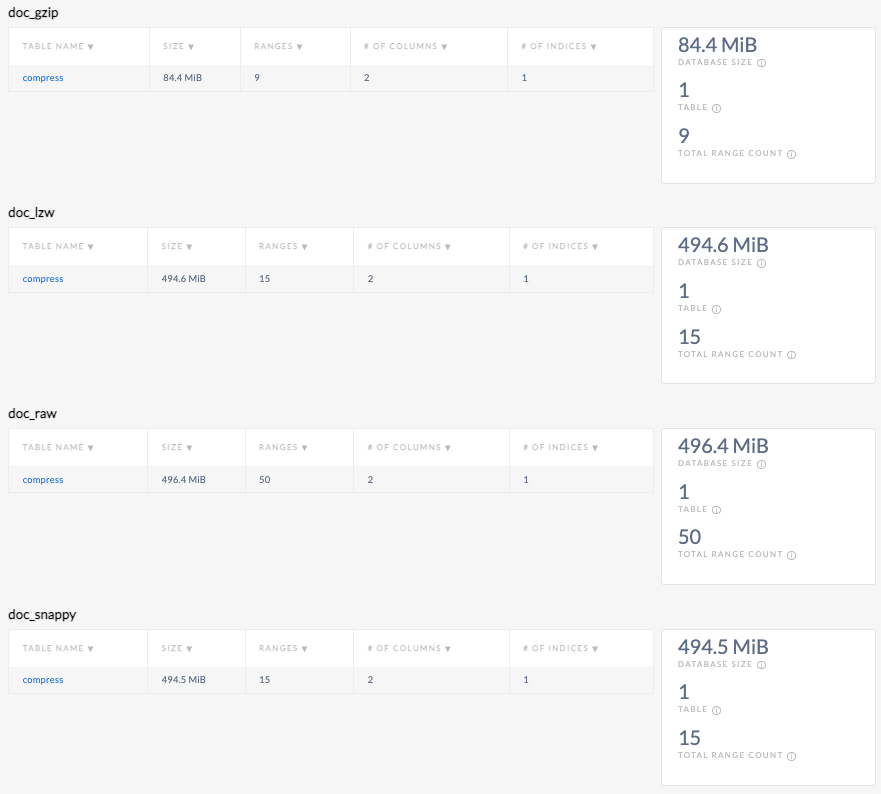 doc_gzip
TABLE NAME ▼ SIZE ▼ RANGES ▼ # OF COLUMNS ▼ # OF INDICES ▼
compress 84.4 MiB 9 2 1
84.4 MiB
DATABASE SIZE ⓘ
1
TABLE ⓘ
9
TOTAL RANGE COUNT ⓘ
doc_lzw
TABLE NAME ▼ SIZE ▼ RANGES ▼ # OF COLUMNS ▼ # OF INDICES ▼
compress 494.6 MiB 15 2 1
494.6 MiB
DATABASE SIZE ⓘ
1
TABLE ⓘ
15
TOTAL RANGE COUNT ⓘ
doc_raw
TABLE NAME ▼ SIZE ▼ RANGES ▼ # OF COLUMNS ▼ # OF INDICES ▼
compress 496.4 MiB 50 2 1
496.4 MiB
DATABASE SIZE ⓘ
1
TABLE ⓘ
50
TOTAL RANGE COUNT ⓘ
doc_snappy
TABLE NAME ▼ SIZE ▼ RANGES ▼ # OF COLUMNS ▼ # OF INDICES ▼
compress 494.5 MiB 15 2 1
494.5 MiB
DATABASE SIZE ⓘ
1
TABLE ⓘ
15
TOTAL RANGE COUNT ⓘ